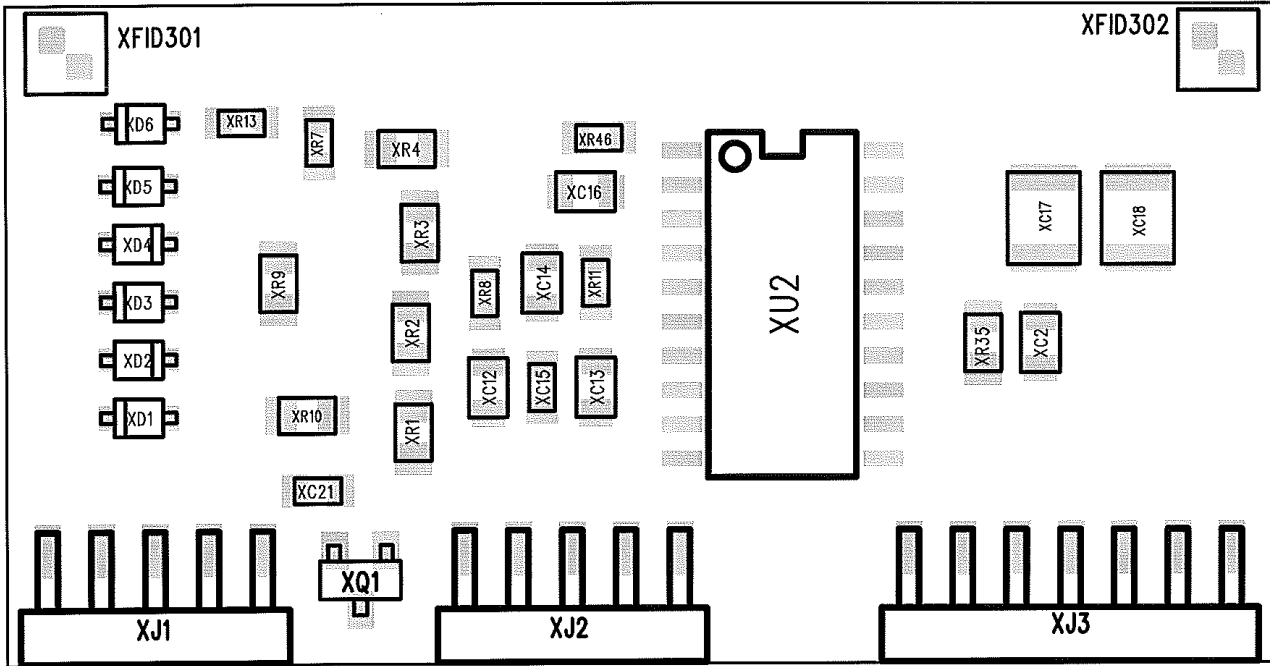 XFID301
XFID302
XD6
XR13
XR7
XR4
XR46
XD5
XC16
XC17
XC18
XD4
XR3
XR9
XR8
XC14
XR11
XD3
XU2
XR2
XR35
XC2
XD2
XC12
XC15
XC13
XD1
XR10
XR1
XC21
XQ1
XJ1
XJ2
XJ3